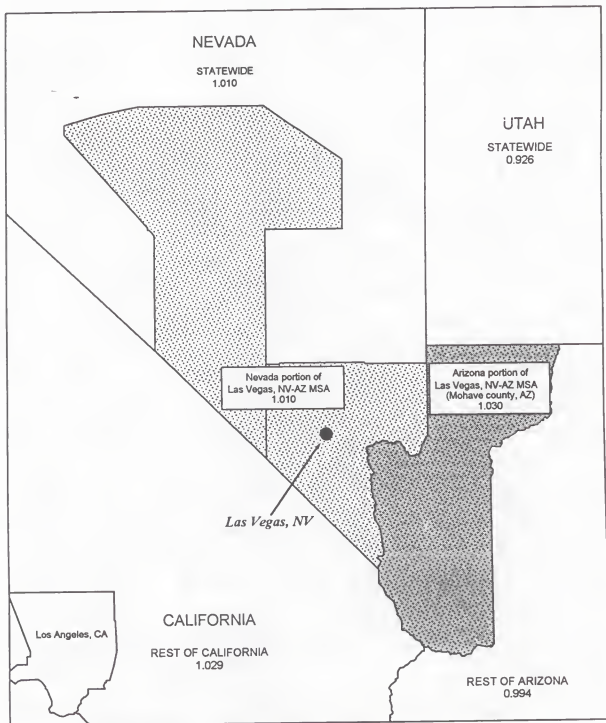 NEVADA
STATEWIDE
1.010
UTAH
STATEWIDE
0.926
Nevada portion of
Las Vegas, NV-AZ MSA
1.010
Arizona portion of
Las Vegas, NV-AZ MSA
(Mohave county, AZ)
1.030
Las Vegas, NV
CALIFORNIA
REST OF CALIFORNIA
1.029
Los Angeles, CA
REST OF ARIZONA
0.994